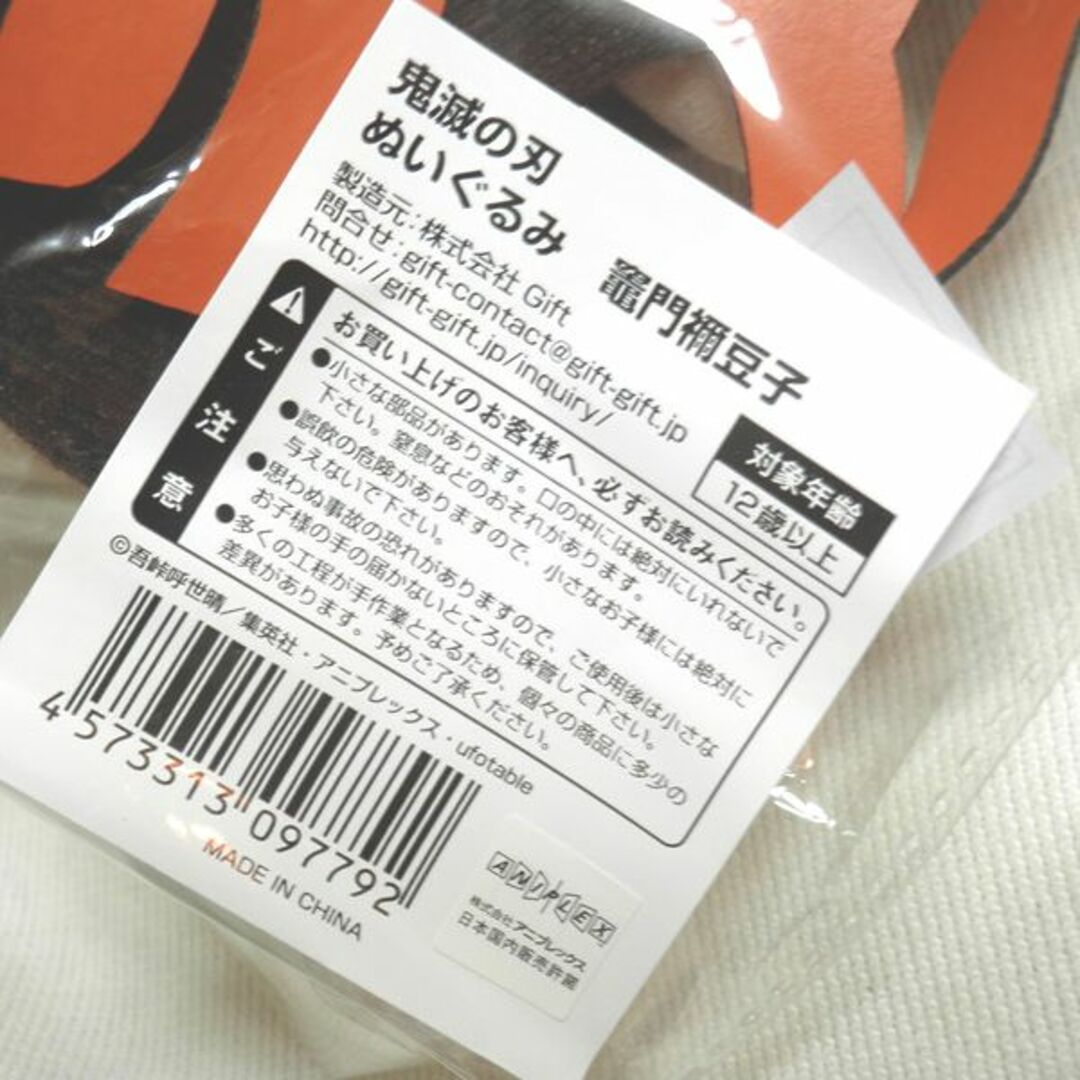 鬼滅の刃
ぬいぐるみ　竈門禰豆子
製造元：株式会社 Gift
問合せ：gift-contact@gift-gift.jp
http://gift-gift.jp/inquiry/
対象年齢
12歳以上
ご注意
お買い上げのお客様へ、必ずお読みください。
●小さな部品があります。口の中には絶対にいれないで
下さい。窒息などのおそれがあります。
●誤飲の危険がありますので、小さなお子様には絶対に
与えないで下さい。
●思わぬ事故の恐れがありますので、ご使用後は小さな
お子様の手の届かないところに保管して下さい。
●多くの工程が手作業となるため、個々の商品に多少の
差異があります。予めご了承ください。
©吾峠呼世晴／集英社・アニプレックス・ufotable
4 573313 097792
MADE IN CHINA
ANIPLEX
株式会社アニプレックス
日本国内販売許諾